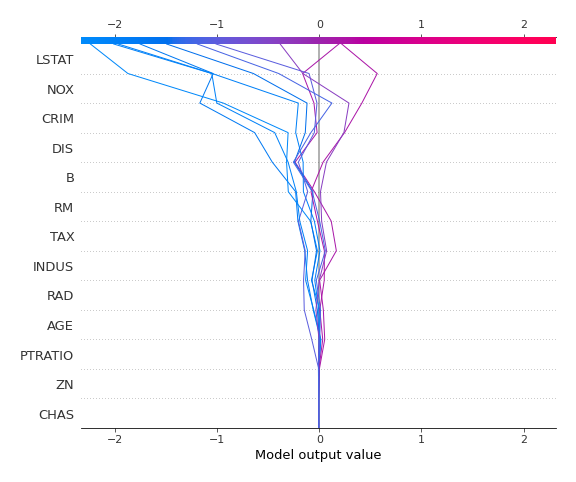 −2 −1 0 1 2
LSTAT
NOX
CRIM
DIS
B
RM
TAX
INDUS
RAD
AGE
PTRATIO
ZN
CHAS
−2 −1 0 1 2
Model output value